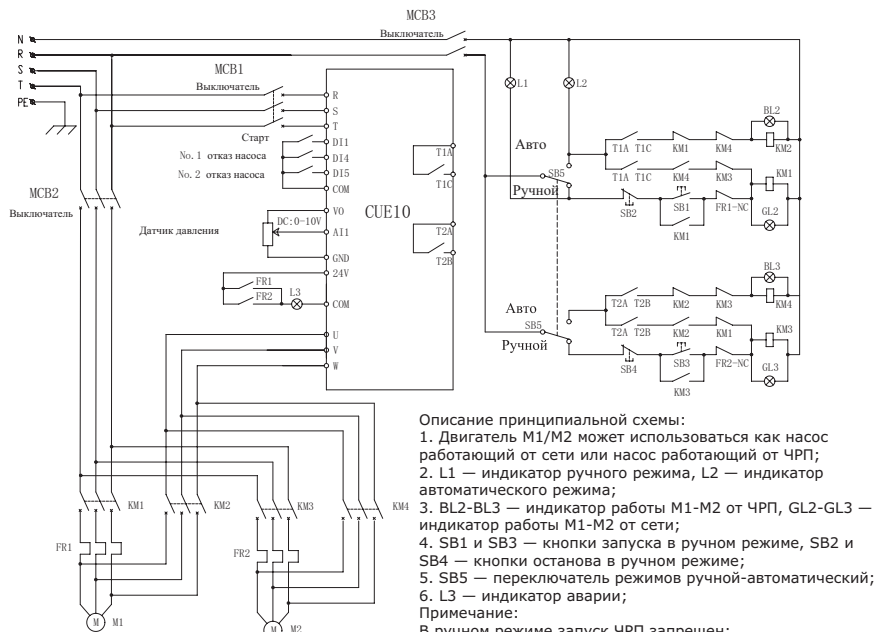 MCB3
N
Выключатель
R
S
MCB1
T
Выключатель
PE
R
S
T
Старт
DI1
No. 1 отказ насоса
DI4
No. 2 отказ насоса
DI5
COM
MCB2
Выключатель
VO
DC:0-10V
Датчик давления
AI1
GND
24V
FR1
FR2
L3
COM
U
V
W
CUE10
T1A
T1C
T2A
T2B
L1
L2
Авто
SB5
Ручной
BL2
T1A T1C
KM1
KM4
KM2
T1A T1C
KM4
KM3
KM1
SB2
SB1
FR1-NC
GL2
KM1
Авто
SB5
Ручной
BL3
T2A T2B
KM2
KM3
KM4
T2A T2B
KM2
KM1
KM3
SB4
SB3
FR2-NC
GL3
KM3
KM1
KM2
KM3
KM4
FR1
FR2
M
M1
M
M2
Описание принципиальной схемы:
1. Двигатель M1/M2 может использоваться как насос
работающий от сети или насос работающий от ЧРП;
2. L1 — индикатор ручного режима, L2 — индикатор
автоматического режима;
3. BL2-BL3 — индикатор работы M1-M2 от ЧРП, GL2-GL3 —
индикатор работы M1-M2 от сети;
4. SB1 и SB3 — кнопки запуска в ручном режиме, SB2 и
SB4 — кнопки останова в ручном режиме;
5. SB5 — переключатель режимов ручной-автоматический;
6. L3 — индикатор аварии;
Примечание:
В ручном режиме запуск ЧРП запрещен;